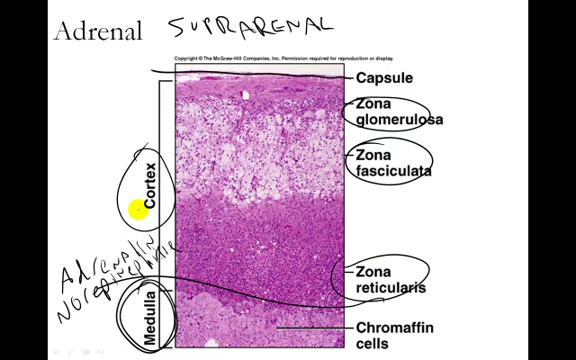 Adrenal SUPRARENAL
Copyright © The McGraw-Hill Companies, Inc. Permission required for reproduction or display.
Capsule
Zona
glomerulosa
Zona
fasciculata
Cortex
Adrenalin
Norepinephrine
Zona
reticularis
Medulla
Chromaffin
cells